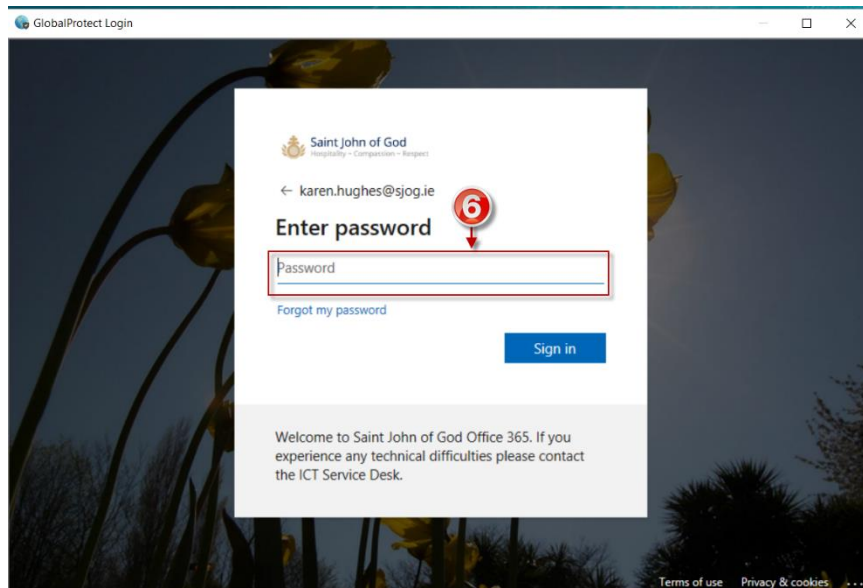 GlobalProtect Login
Saint John of God
Hospitality ~ Compassion ~ Respect
← karen.hughes@sjog.ie
6
Enter password
Password
Forgot my password
Sign in
Welcome to Saint John of God Office 365. If you
experience any technical difficulties please contact
the ICT Service Desk.
Terms of use Privacy & cookies ...